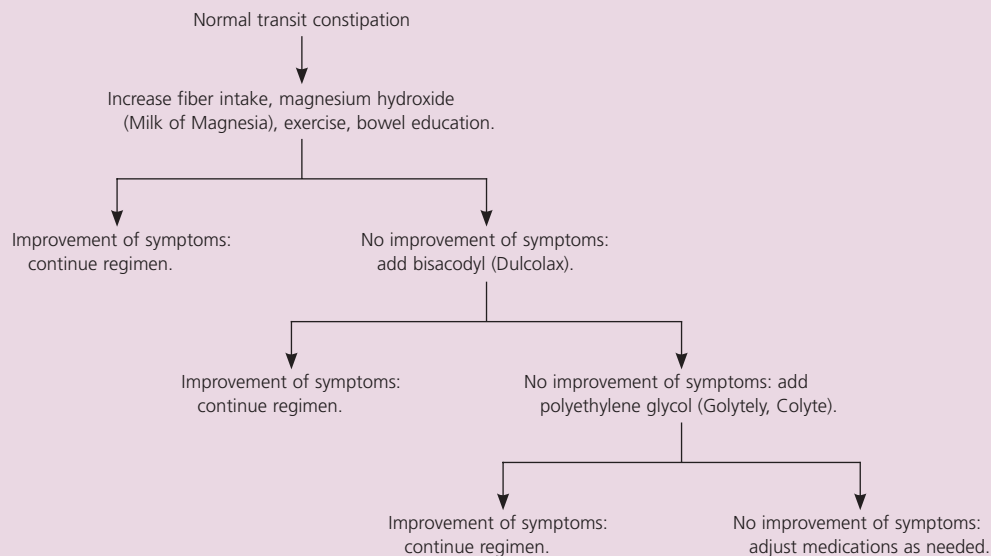 Normal transit constipation
Increase fiber intake, magnesium hydroxide
(Milk of Magnesia), exercise, bowel education.
Improvement of symptoms:
continue regimen.
No improvement of symptoms:
add bisacodyl (Dulcolax).
Improvement of symptoms:
continue regimen.
No improvement of symptoms: add
polyethylene glycol (Golytely, Colyte).
Improvement of symptoms:
continue regimen.
No improvement of symptoms:
adjust medications as needed.